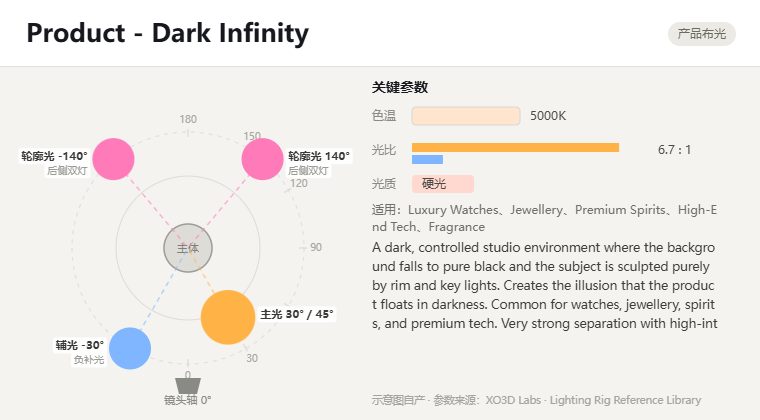 Product - Dark Infinity
产品布光
180
150
120
90
30
0
轮廓光 -140°
后侧双灯
轮廓光 140°
后侧双灯
主体
主光 30° / 45°
辅光 -30°
负补光
镜头轴 0°
关键参数
色温 5000K
光比 6.7 : 1
光质 硬光
适用：Luxury Watches、Jewellery、Premium Spirits、High-E
nd Tech、Fragrance
A dark, controlled studio environment where the backgro
und falls to pure black and the subject is sculpted purely
by rim and key lights. Creates the illusion that the produc
t floats in darkness. Common for watches, jewellery, spirit
s, and premium tech. Very strong separation with high-int
示意图自产 · 参数来源：XO3D Labs · Lighting Rig Reference Library